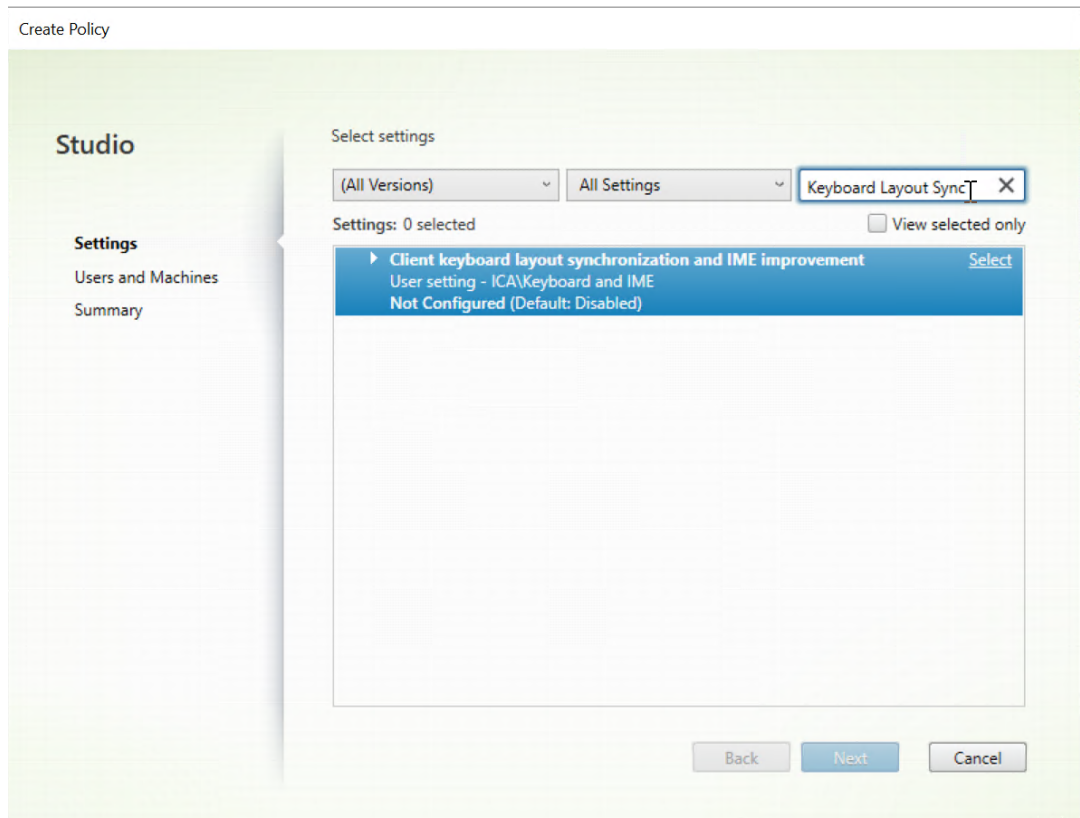 Create Policy
Studio
Settings
Users and Machines
Summary
Select settings
(All Versions)
All Settings
Keyboard Layout Sync
Settings: 0 selected
View selected only
Client keyboard layout synchronization and IME improvement
Select
User setting - ICA\Keyboard and IME
Not Configured (Default: Disabled)
Back
Next
Cancel